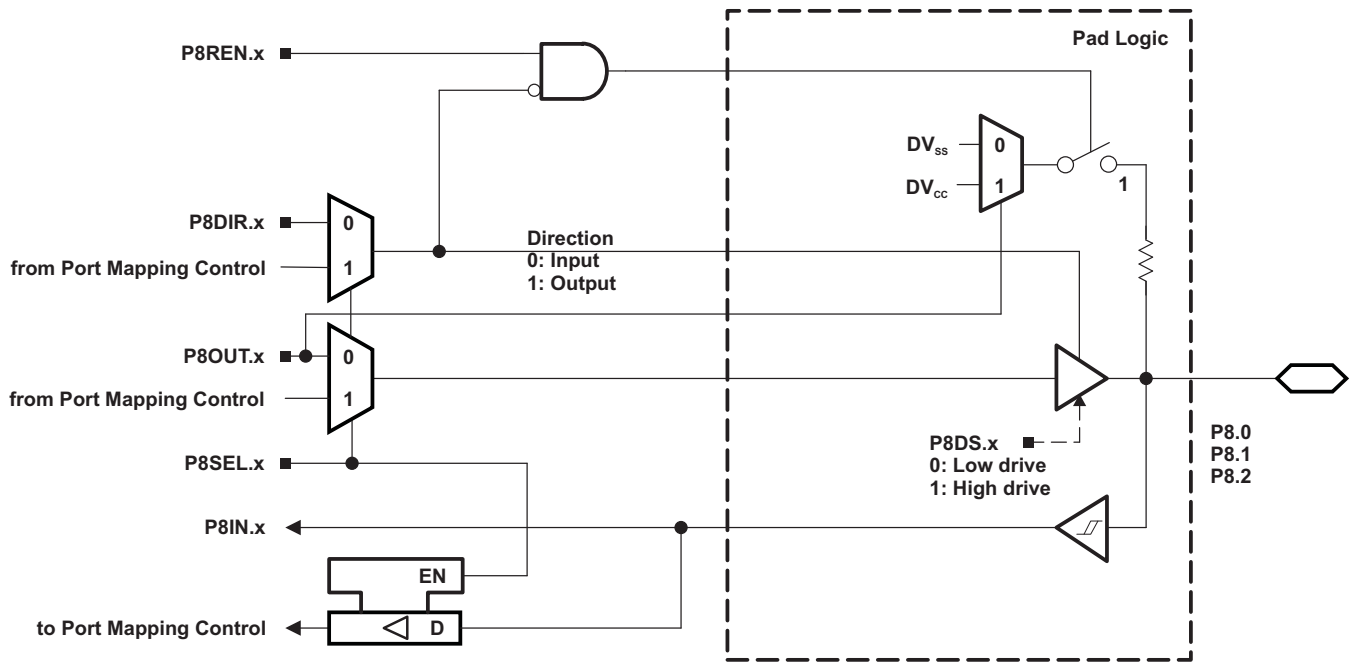 Pad Logic
P8REN.x
DVSS
0
DVCC
1
1
P8DIR.x
0
from Port Mapping Control
1
Direction
0: Input
1: Output
P8OUT.x
0
from Port Mapping Control
1
P8DS.x
0: Low drive
1: High drive
P8.0
P8.1
P8.2
P8SEL.x
P8IN.x
EN
to Port Mapping Control
D